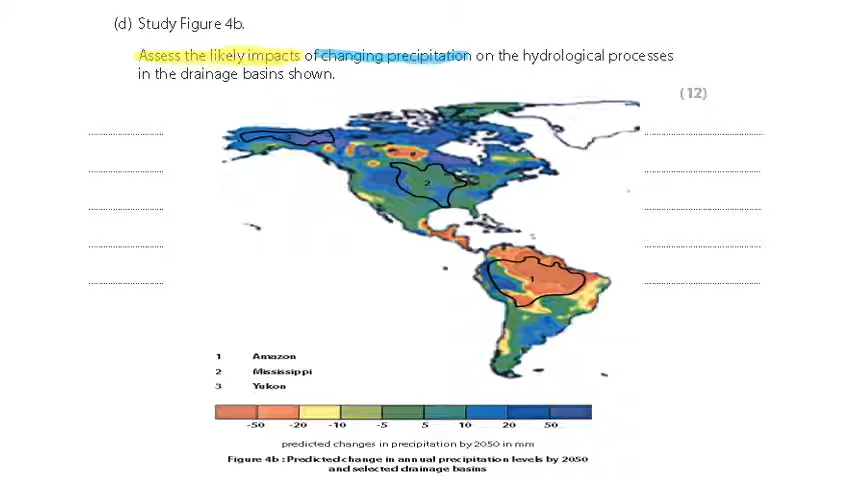 (d) Study Figure 4b.
Assess the likely impacts of changing precipitation on the hydrological processes
in the drainage basins shown.
(12)
3
2
1
1 Amazon
2 Mississippi
3 Yukon
-50 -20 -10 -5 5 10 20 50
predicted changes in precipitation by 2050 in mm
Figure 4b : Predicted change in annual precipitation levels by 2050
and selected drainage basins